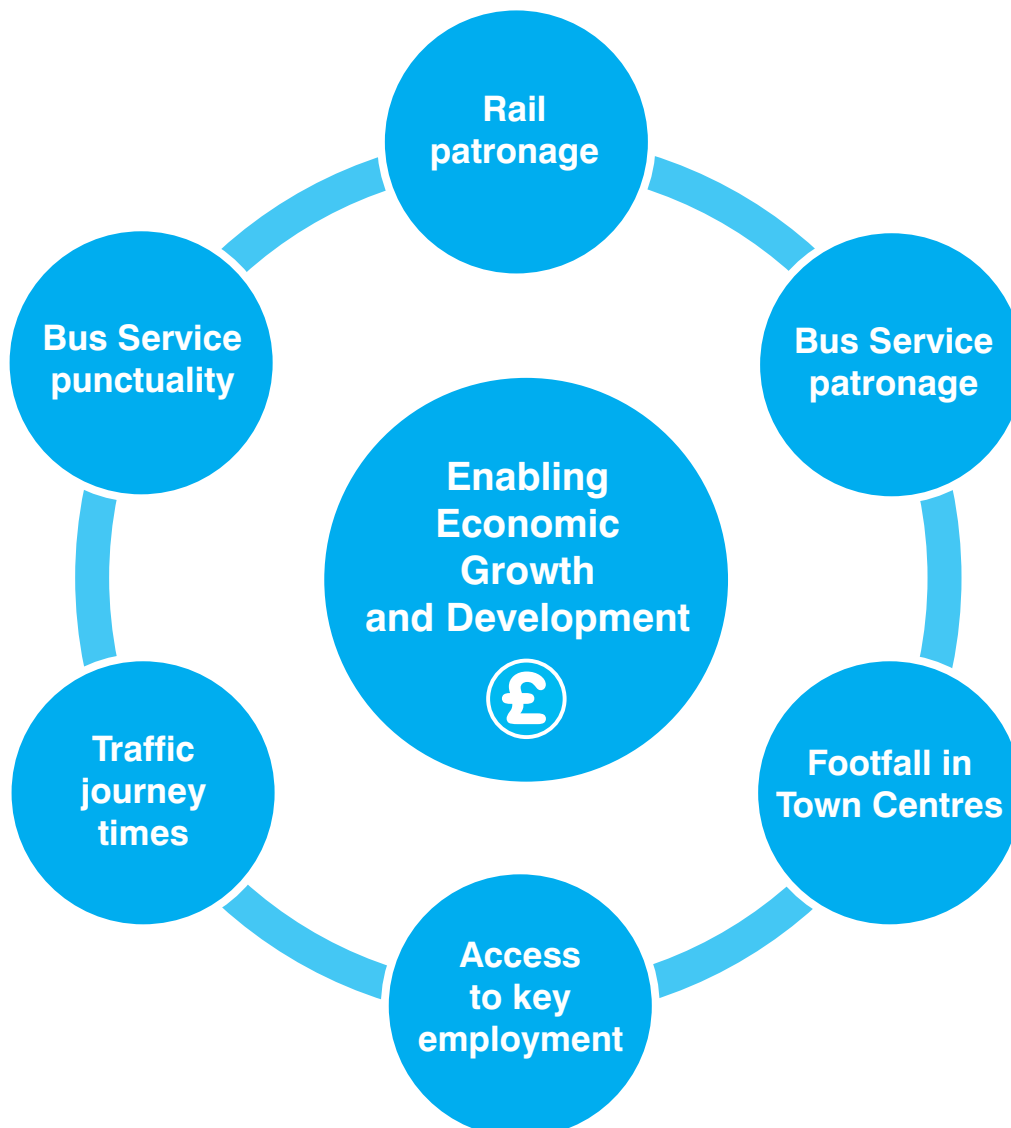 Rail
patronage
Bus Service
punctuality
Bus Service
patronage
Enabling
Economic
Growth
and Development
£
Traffic
journey
times
Footfall in
Town Centres
Access
to key
employment